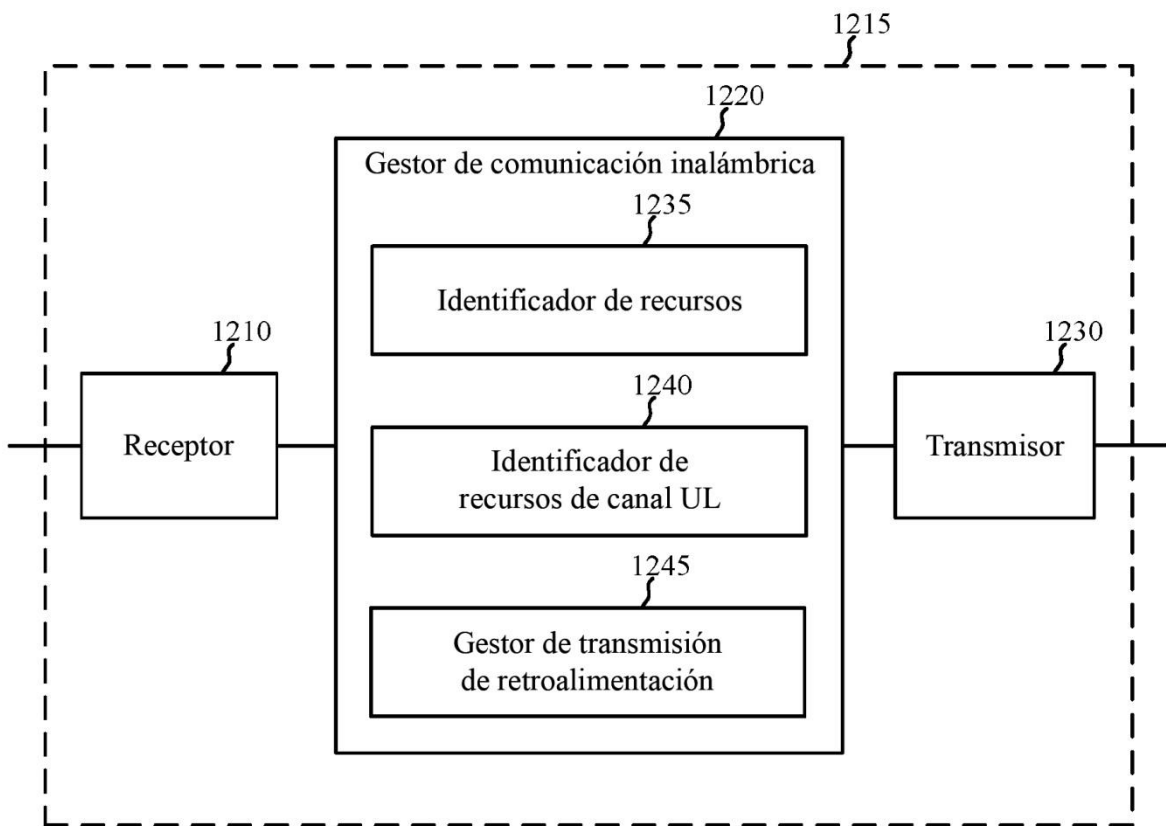 1215
1220
Gestor de comunicación inalámbrica
1235
Identificador de recursos
1210
Receptor
1240
Identificador de
recursos de canal UL
1230
Transmisor
1245
Gestor de transmisión
de retroalimentación